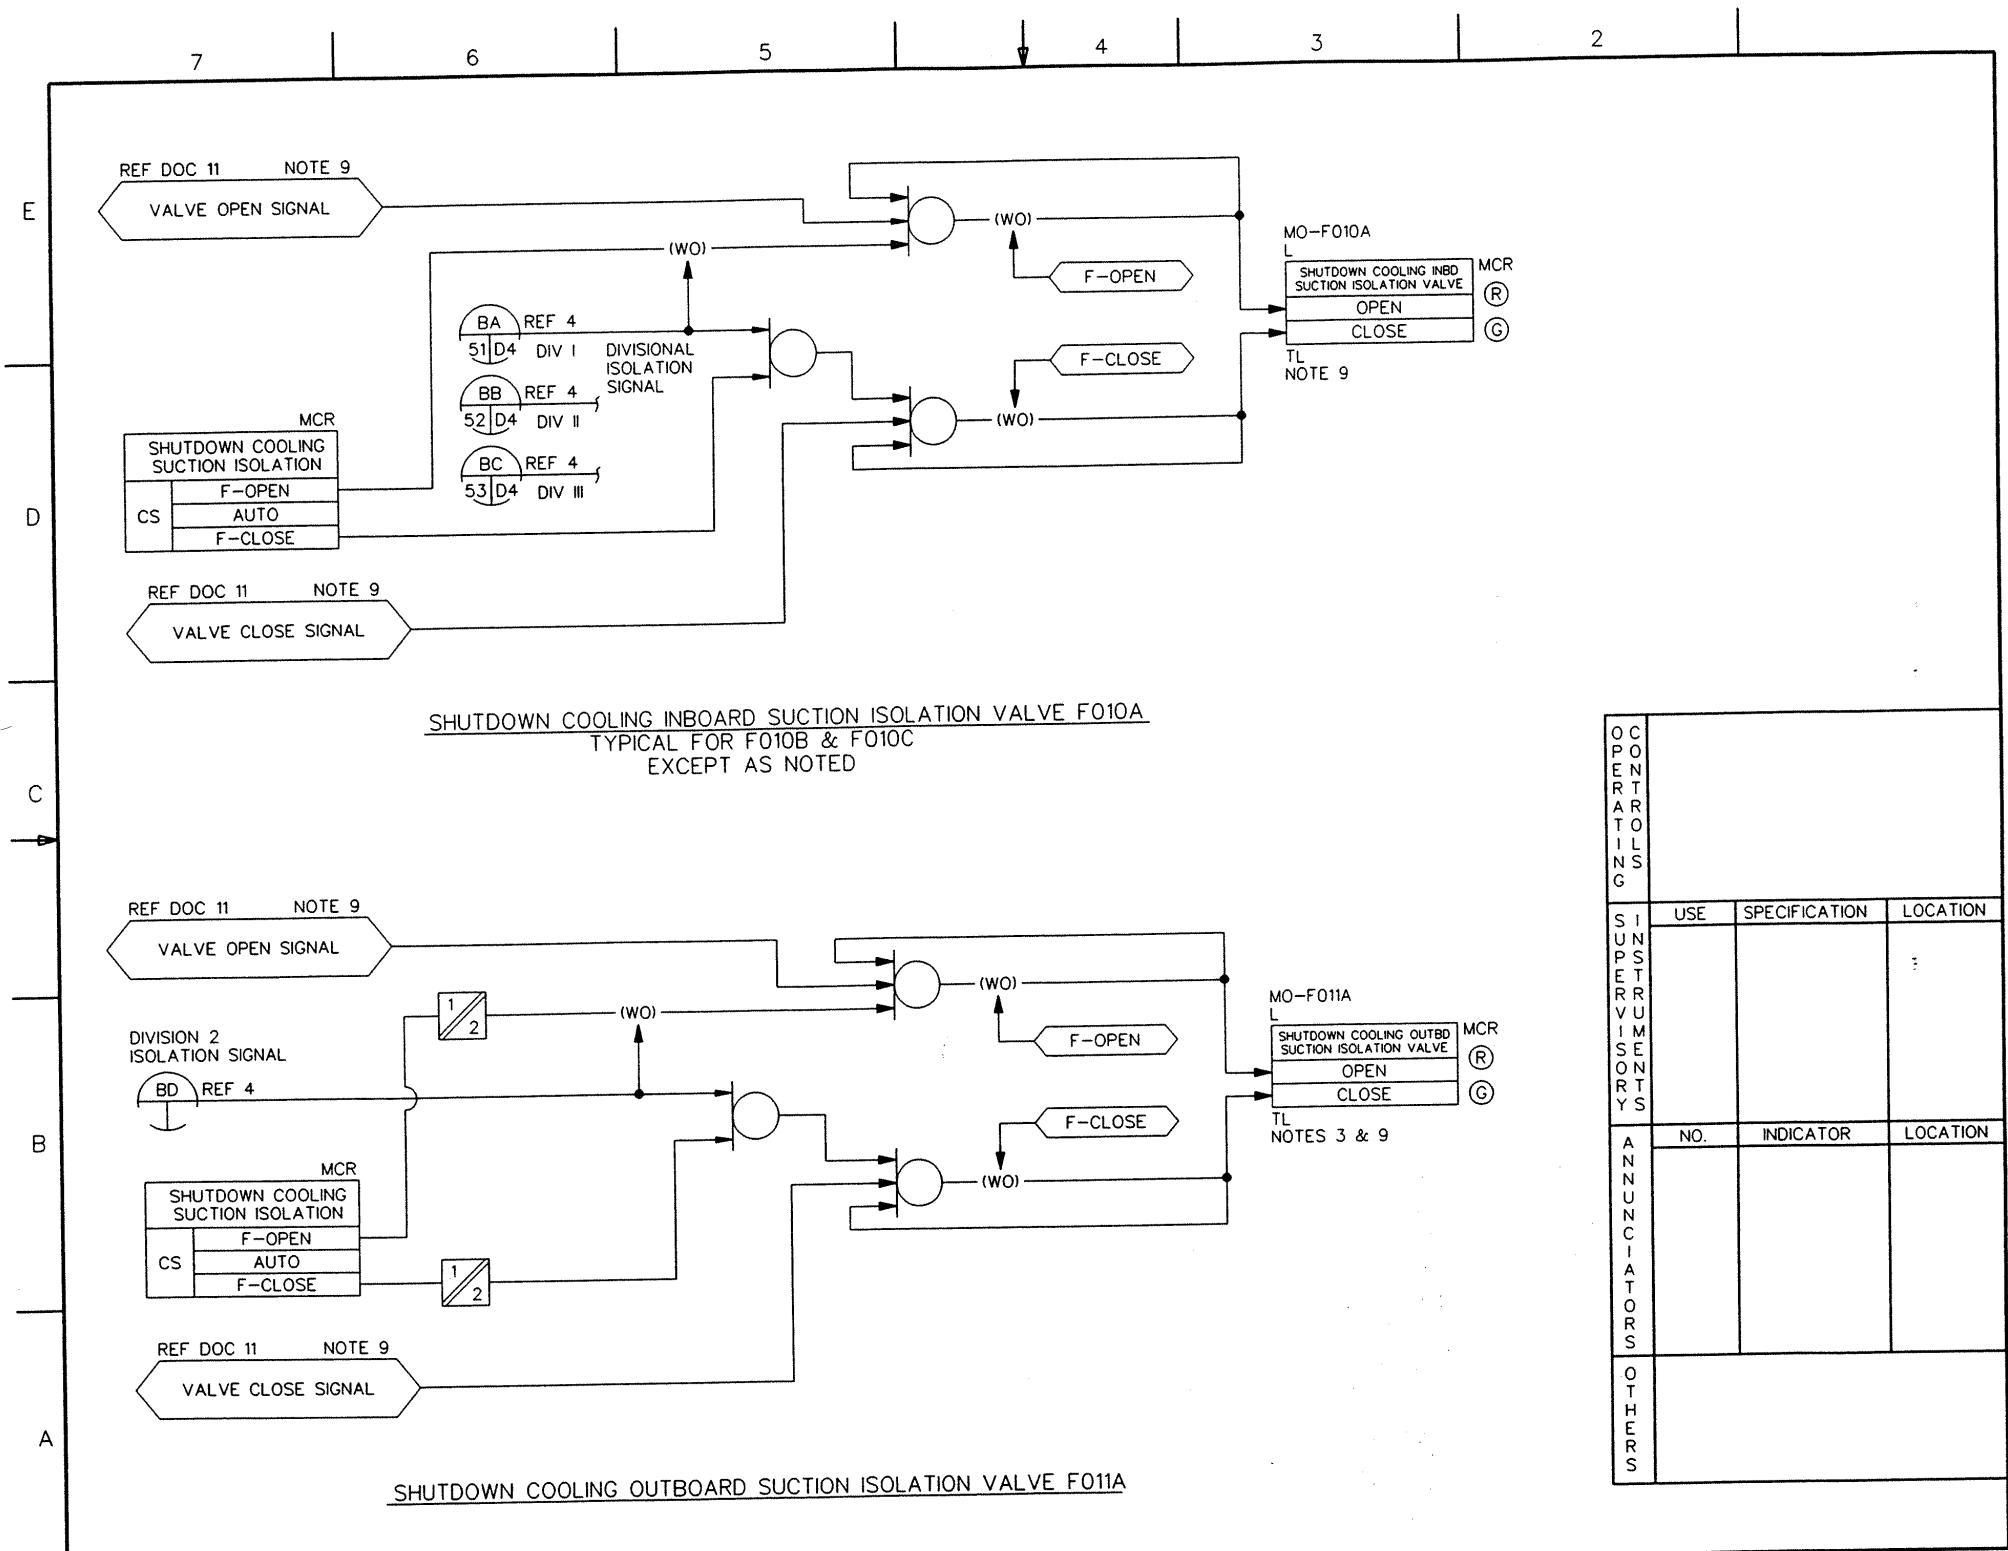 7 6 5 4 3 2
E
REF DOC 11 NOTE 9
VALVE OPEN SIGNAL
(WO)
(WO)
F-OPEN
MO-F010A
L
SHUTDOWN COOLING INBD
SUCTION ISOLATION VALVE
MCR
OPEN
R
CLOSE
G
TL
NOTE 9
BA REF 4
51 D4 DIV I
DIVISIONAL
ISOLATION
SIGNAL
F-CLOSE
BB REF 4
52 D4 DIV II
(WO)
BC REF 4
53 D4 DIV III
D
MCR
SHUTDOWN COOLING
SUCTION ISOLATION
CS
F-OPEN
AUTO
F-CLOSE
REF DOC 11 NOTE 9
VALVE CLOSE SIGNAL
SHUTDOWN COOLING INBOARD SUCTION ISOLATION VALVE F010A
TYPICAL FOR F010B & F010C
EXCEPT AS NOTED
C
REF DOC 11 NOTE 9
VALVE OPEN SIGNAL
1
2
(WO)
(WO)
F-OPEN
MO-F011A
L
SHUTDOWN COOLING OUTBD
SUCTION ISOLATION VALVE
MCR
OPEN
R
CLOSE
G
TL
NOTES 3 & 9
DIVISION 2
ISOLATION SIGNAL
BD REF 4
F-CLOSE
(WO)
B
MCR
SHUTDOWN COOLING
SUCTION ISOLATION
CS
F-OPEN
AUTO
F-CLOSE
1
2
REF DOC 11 NOTE 9
VALVE CLOSE SIGNAL
A
SHUTDOWN COOLING OUTBOARD SUCTION ISOLATION VALVE F011A
OPERATING
CONTROLS
SUPERVISORY
INSTRUMENTS
USE SPECIFICATION LOCATION
ANNUNCIATORS
NO. INDICATOR LOCATION
OTHERS